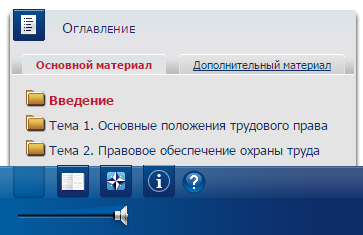 Оглавление
Основной материал Дополнительный материал
Введение
Тема 1. Основные положения трудового права
Тема 2. Правовое обеспечение охраны труда
i ?